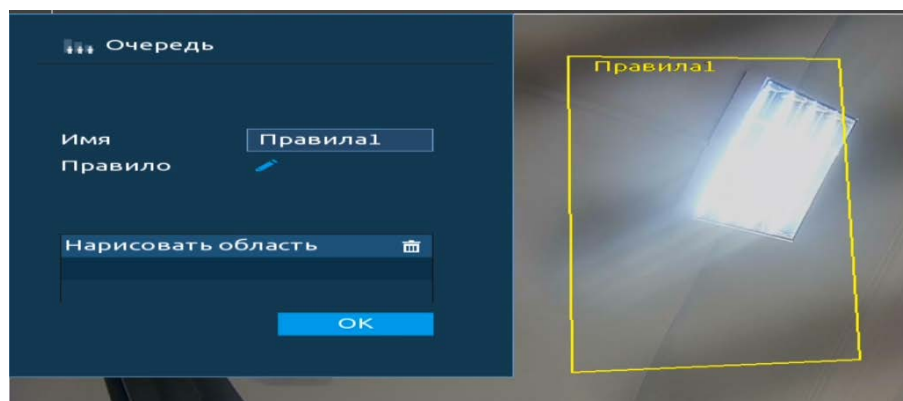 Очередь
Имя Правила1
Правило
Нарисовать область
OK
Правила1